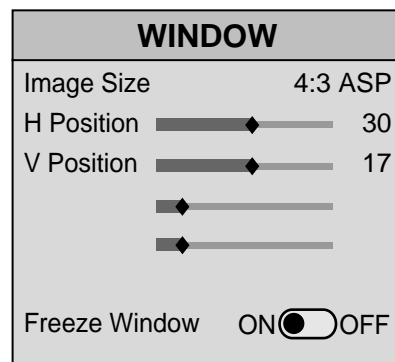 WINDOW
Image Size 4:3 ASP
H Position 30
V Position 17
Freeze Window ON OFF